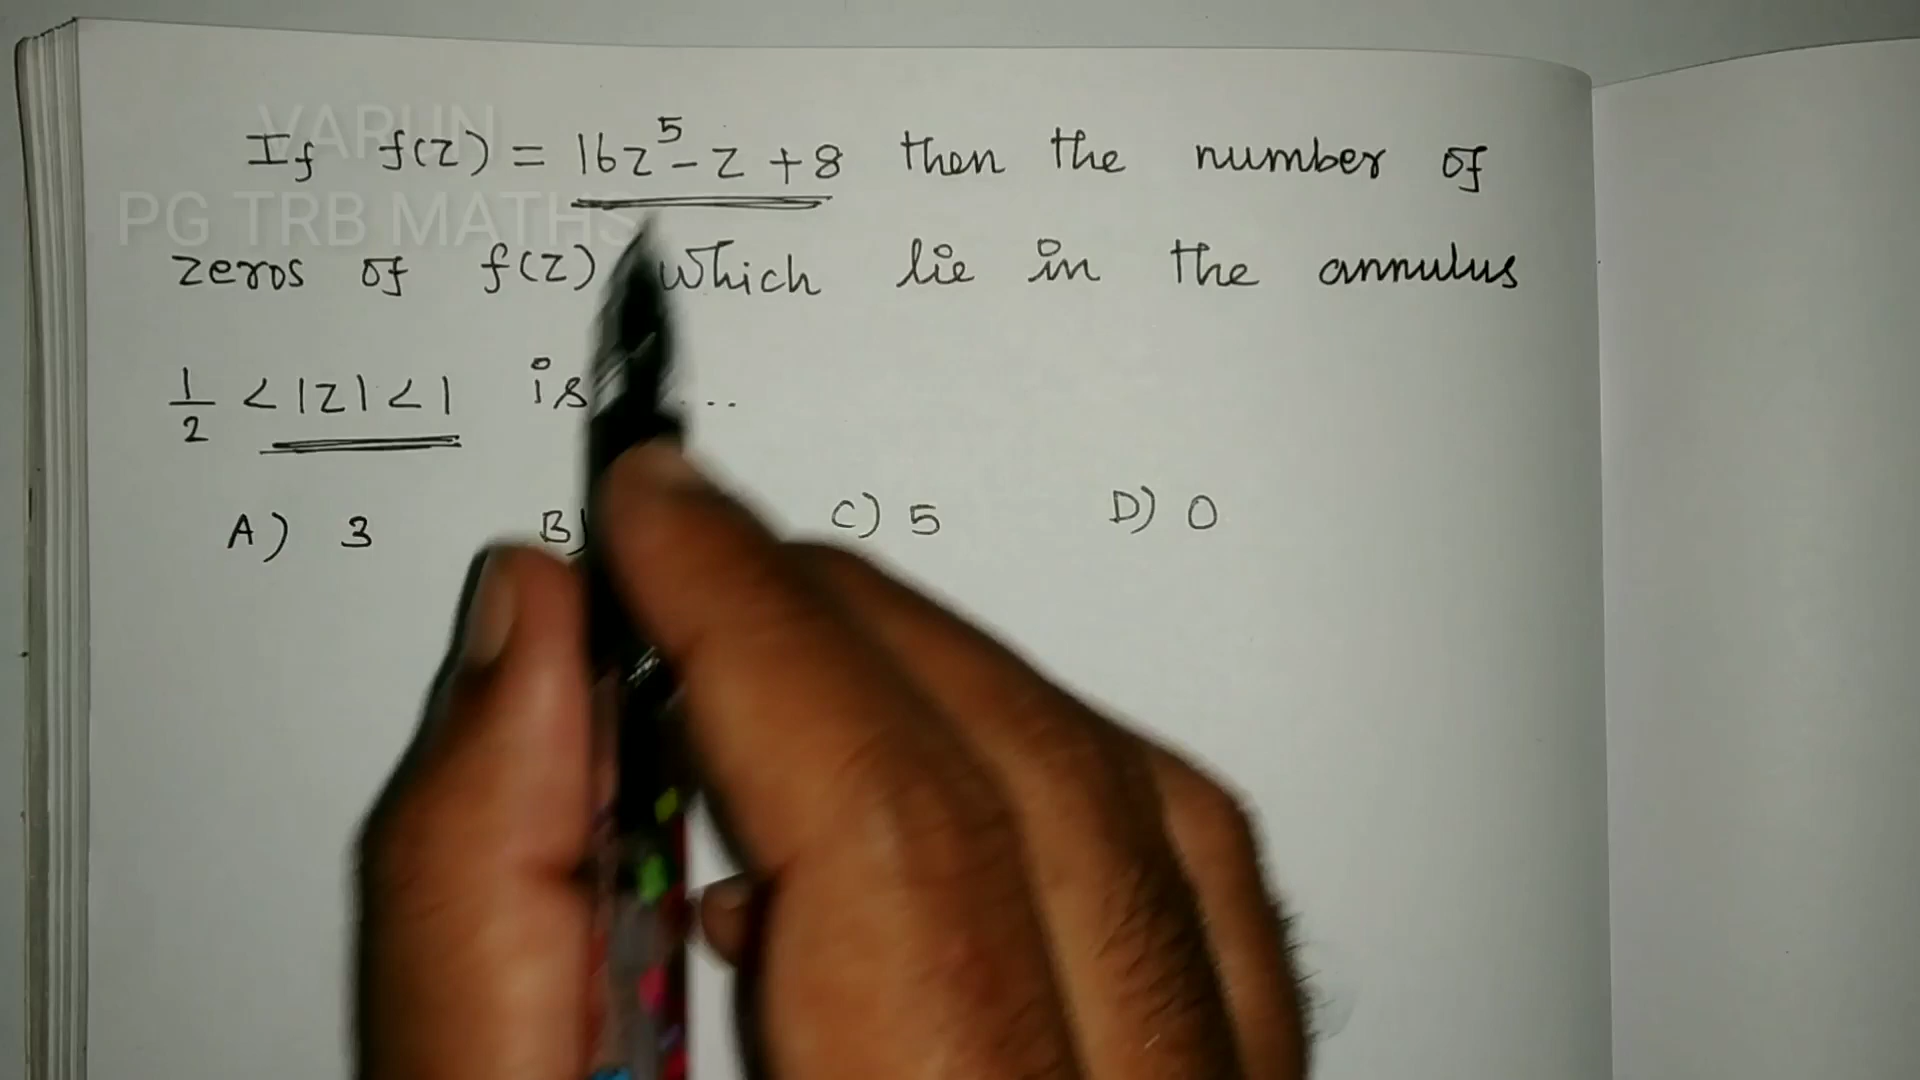 VARUN
PG TRB MATHS
If f(z) = 16z⁵ - z + 8 then the number of
zeros of f(z) which lie in the annulus
1/2 < |z| < 1 is ...
A) 3 B) C) 5 D) 0